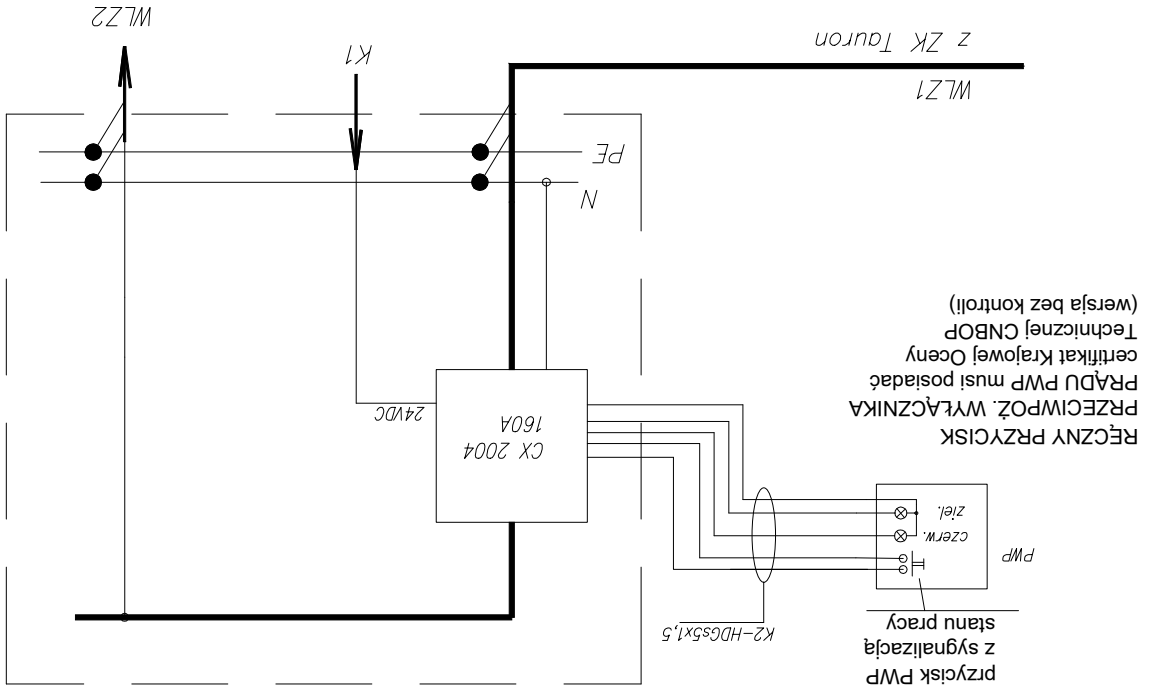 przycisk PWP
z sygnalizacją
stanu pracy
K2-HDGs5x1,5
PWP
czerw.
ziel.
RĘCZNY PRZYCISK
PRZECIWPOŻ. WYŁĄCZNIKA
PRĄDU PWP musi posiadać
certifikat Krajowej Oceny
Technicznej CNBOP
(wersja bez kontroli)
CX 2004
160A
24VDC
N
PE
WLZ1
z ZK Tauron
K1
WLZ2